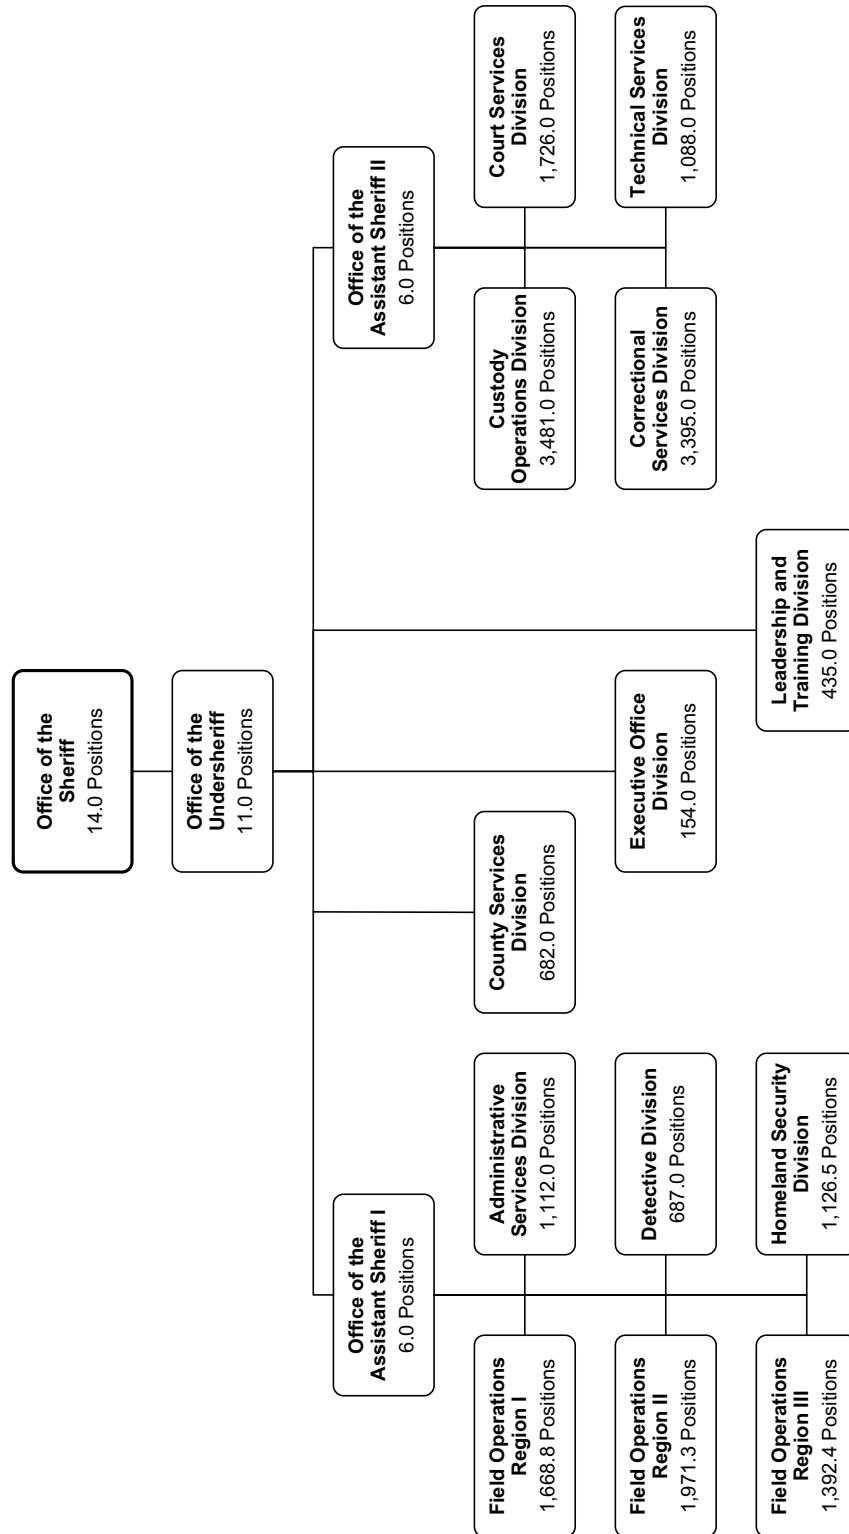 Office of the
Sheriff
14.0 Positions
Office of the
Undersheriff
11.0 Positions
Office of the
Assistant Sheriff I
6.0 Positions
Office of the
Assistant Sheriff II
6.0 Positions
Field Operations
Region I
1,668.8 Positions
Administrative
Services Division
1,112.0 Positions
County Services
Division
682.0 Positions
Custody
Operations Division
3,481.0 Positions
Court Services
Division
1,726.0 Positions
Field Operations
Region II
1,971.3 Positions
Detective Division
687.0 Positions
Executive Office
Division
154.0 Positions
Correctional
Services Division
3,395.0 Positions
Technical Services
Division
1,088.0 Positions
Field Operations
Region III
1,392.4 Positions
Homeland Security
Division
1,126.5 Positions
Leadership and
Training Division
435.0 Positions